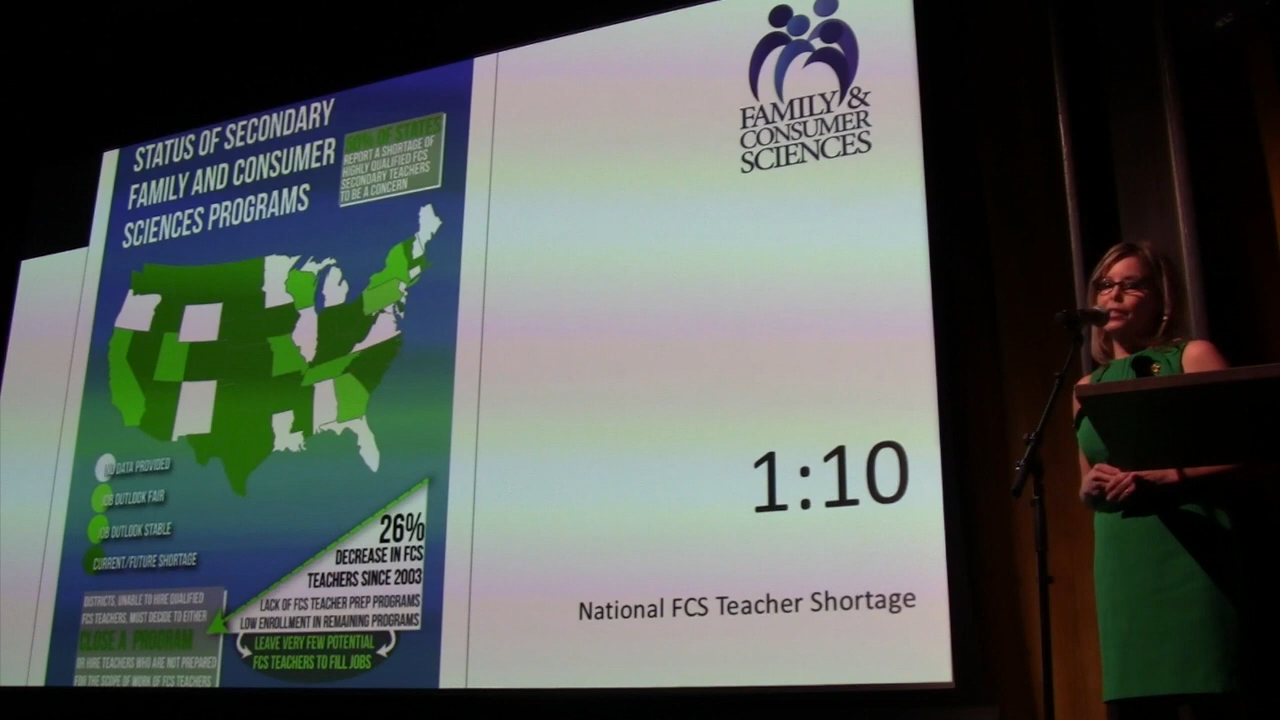 STATUS OF SECONDARY
FAMILY AND CONSUMER
SCIENCES PROGRAMS
OF STATES
REPORT A SHORTAGE OF
HIGHLY QUALIFIED FCS
SECONDARY TEACHERS
TO BE A CONCERN
NO DATA PROVIDED
JOB OUTLOOK FAIR
JOB OUTLOOK STABLE
CURRENT/FUTURE SHORTAGE
26%
DECREASE IN FCS
TEACHERS SINCE 2003
LACK OF FCS TEACHER PREP PROGRAMS
LOW ENROLLMENT IN REMAINING PROGRAMS
LEAVE VERY FEW POTENTIAL
FCS TEACHERS TO FILL JOBS
DISTRICTS, UNABLE TO HIRE QUALIFIED
FCS TEACHERS, MUST DECIDE TO EITHER
CLOSE A PROGRAM
OR HIRE TEACHERS WHO ARE NOT PREPARED
FOR THE SCOPE OF WORK OF FCS TEACHERS
FAMILY &
CONSUMER
SCIENCES
1:10
National FCS Teacher Shortage